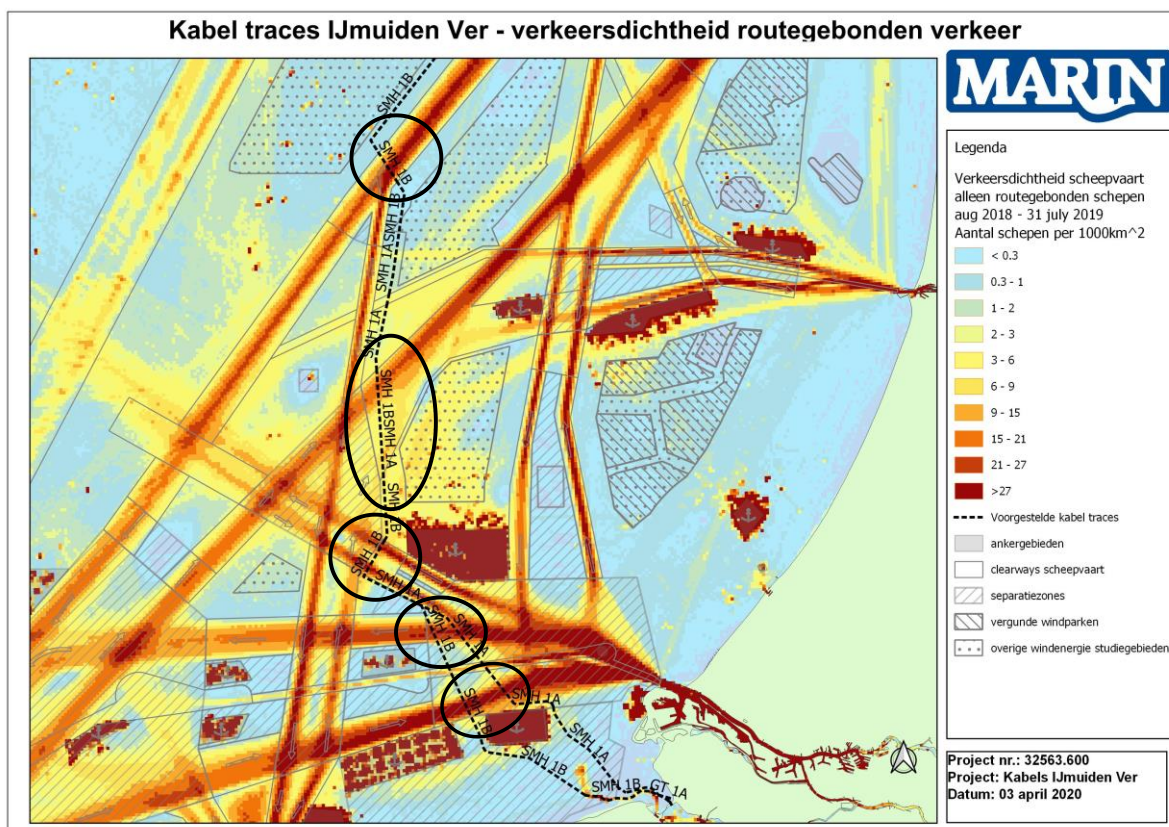 Kabel traces IJmuiden Ver - verkeersdichtheid routegebonden verkeer
MARIN
Legenda
Verkeersdichtheid scheepvaart
alleen routegebonden schepen
aug 2018 - 31 july 2019
Aantal schepen per 1000km^2
< 0.3
0.3 - 1
1 - 2
2 - 3
3 - 6
6 - 9
9 - 15
15 - 21
21 - 27
>27
Voorgestelde kabel traces
ankergebieden
clearways scheepvaart
separatiezones
vergunde windparken
overige windenergie studiegebieden
Project nr.: 32563.600
Project: Kabels IJmuiden Ver
Datum: 03 april 2020
SMH 1B
SMH 1B
SMH 1ASMH 1B
SMH 1A
SMH 1BSMH 1A
SMH 1B
SMH 1A
SMH 1B
SMH 1A
SMH 1B
SMH 1A
SMH 1B
SMH 1A
SMH 1B
SMH 1B
GT 1A